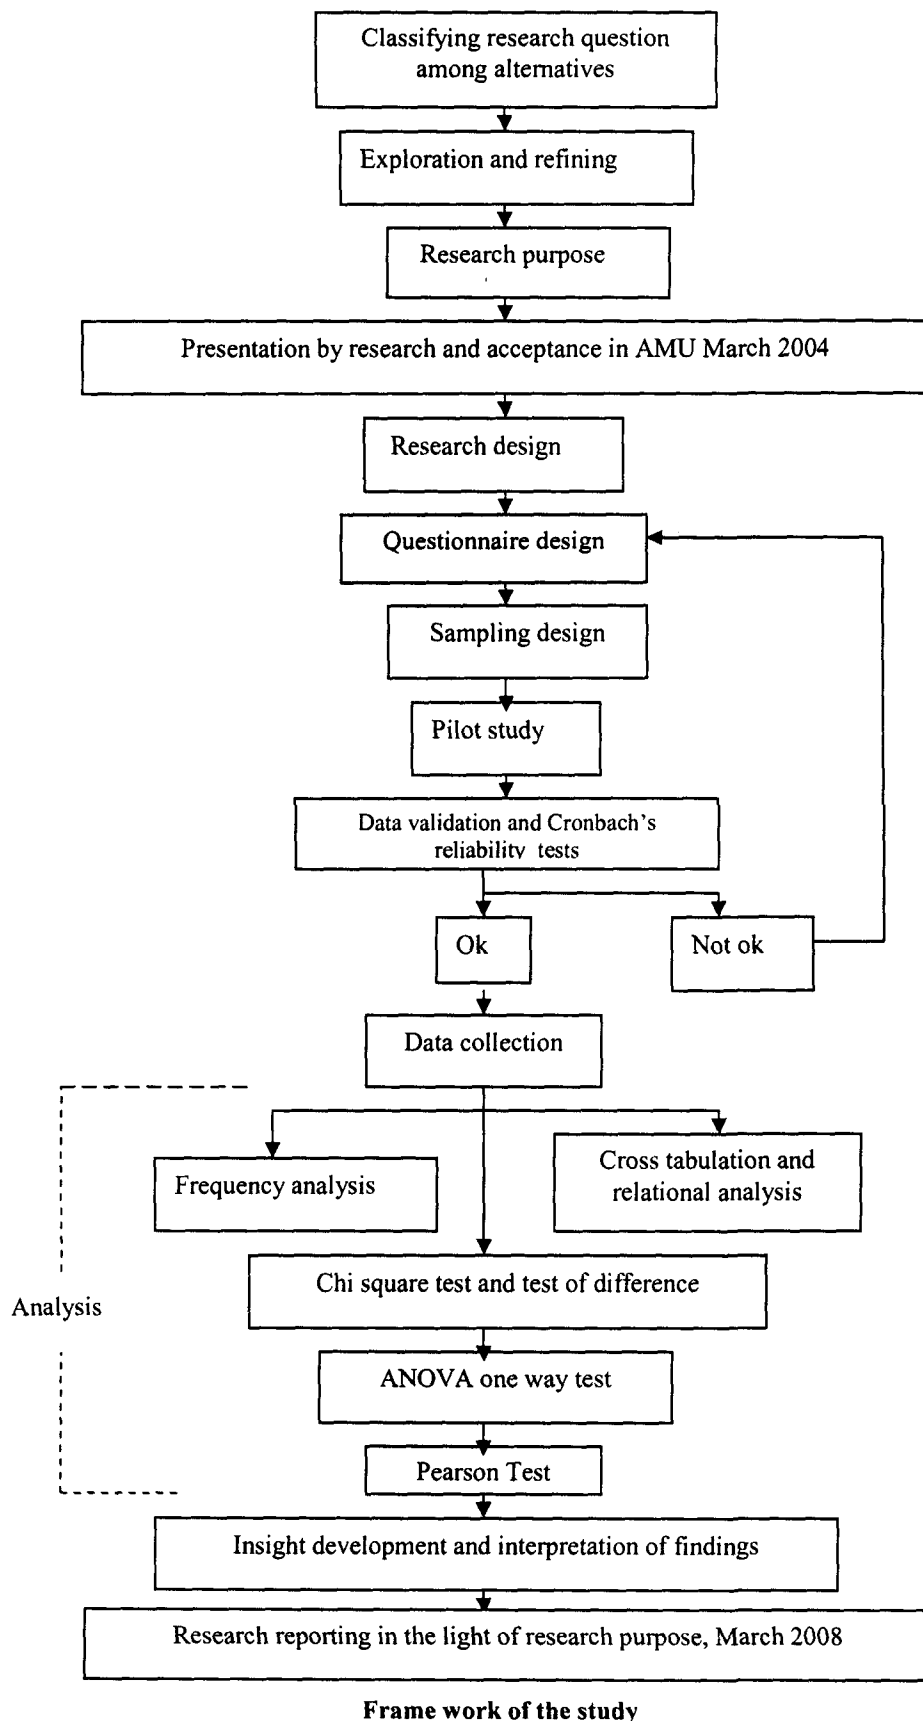 Classifying research question
among alternatives
Exploration and refining
Research purpose
Presentation by research and acceptance in AMU March 2004
Research design
Questionnaire design
Sampling design
Pilot study
Data validation and Cronbach's
reliability tests
Ok
Not ok
Data collection
Frequency analysis
Cross tabulation and
relational analysis
Chi square test and test of difference
Analysis
ANOVA one way test
Pearson Test
Insight development and interpretation of findings
Research reporting in the light of research purpose, March 2008
Frame work of the study